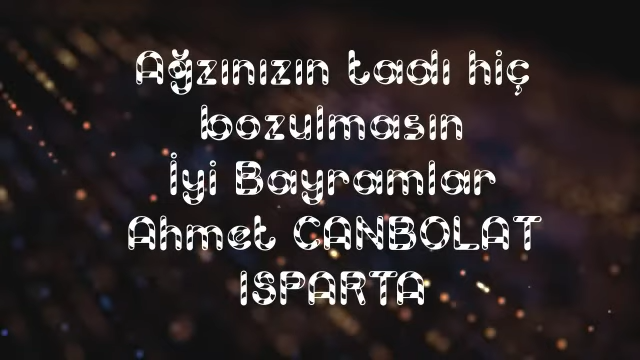 Ağzınızın tadı hiç
bozulmasın
İyi Bayramlar
Ahmet CANBOLAT
ISPARTA